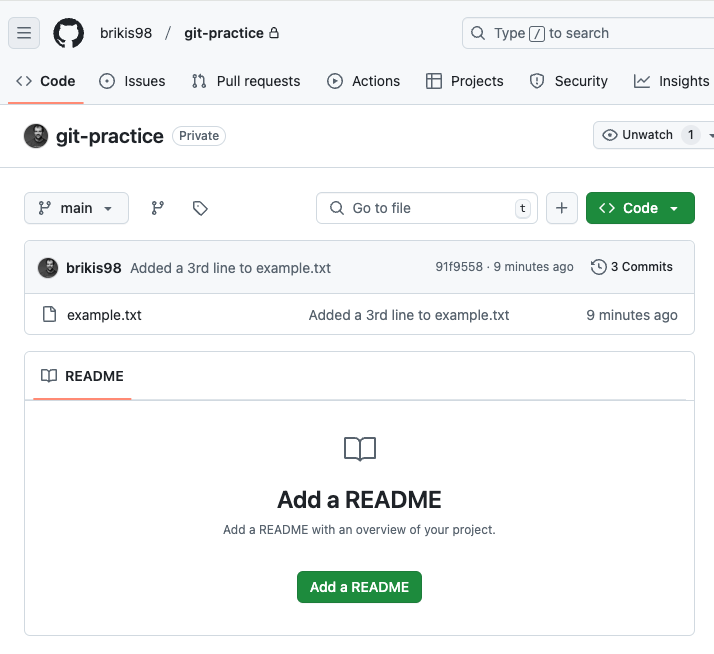 brikis98 / git-practice Type / to search
Code Issues Pull requests Actions Projects Security Insights
git-practice Private Unwatch 1
main Go to file t + Code
brikis98 Added a 3rd line to example.txt 91f9558 · 9 minutes ago 3 Commits
example.txt Added a 3rd line to example.txt 9 minutes ago
README
Add a README
Add a README with an overview of your project.
Add a README